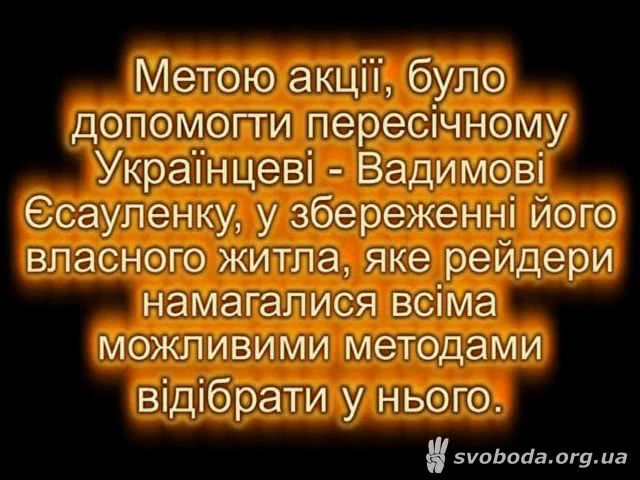 Метою акції, було
допомогти пересічному
Українцеві - Вадимові
Єсауленку, у збереженні його
власного житла, яке рейдери
намагалися всіма
можливими методами
відібрати у нього.
svoboda.org.ua